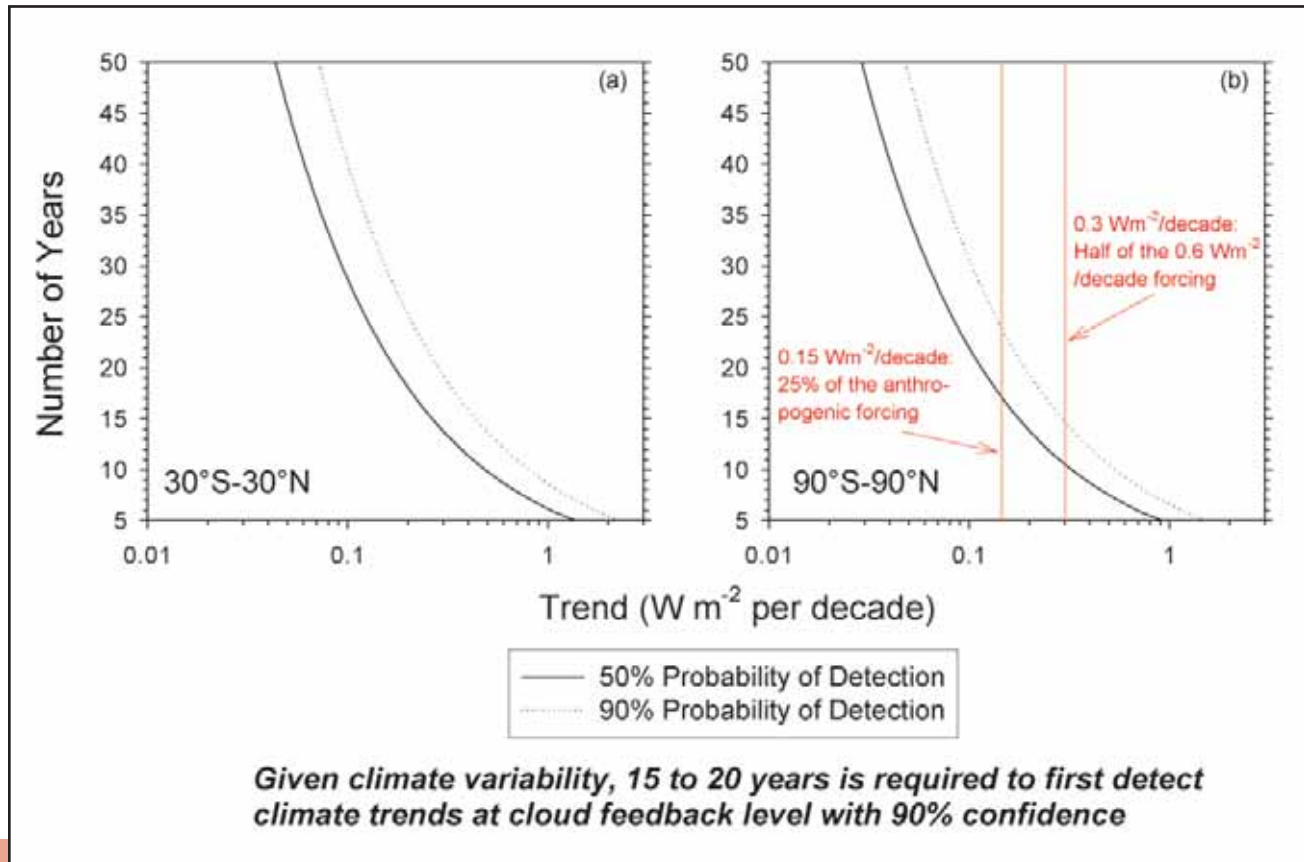 Number of Years
50
45
40
35
30
25
20
15
10
5
(a)
30°S-30°N
0.01
0.1
1
50
45
40
35
30
25
20
15
10
5
(b)
0.3 Wm⁻²/decade:
Half of the 0.6 Wm⁻²
/decade forcing
0.15 Wm⁻²/decade:
25% of the anthro-
pogenic forcing
90°S-90°N
0.01
0.1
1
Trend (W m⁻² per decade)
50% Probability of Detection
90% Probability of Detection
Given climate variability, 15 to 20 years is required to first detect
climate trends at cloud feedback level with 90% confidence